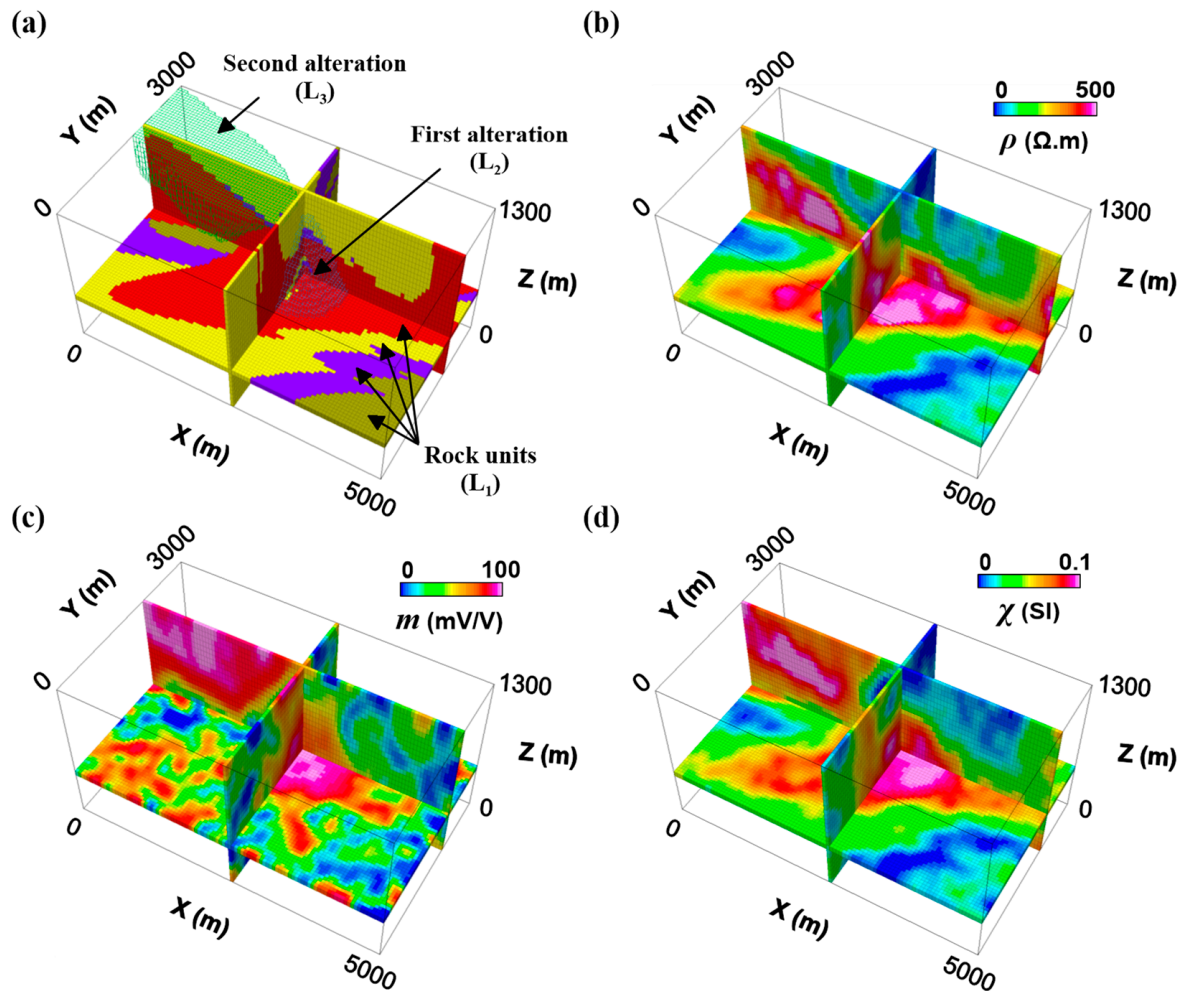 (a)
Second alteration
(L₃)
First alteration
(L₂)
Rock units
(L₁)
3000
Y (m)
0
1300
Z (m)
0
0
X (m)
5000
(b)
0 500
ρ (Ω.m)
3000
Y (m)
0
1300
Z (m)
0
0
X (m)
5000
(c)
0 100
m (mV/V)
3000
Y (m)
0
1300
Z (m)
0
0
X (m)
5000
(d)
0 0.1
χ (SI)
3000
Y (m)
0
1300
Z (m)
0
0
X (m)
5000